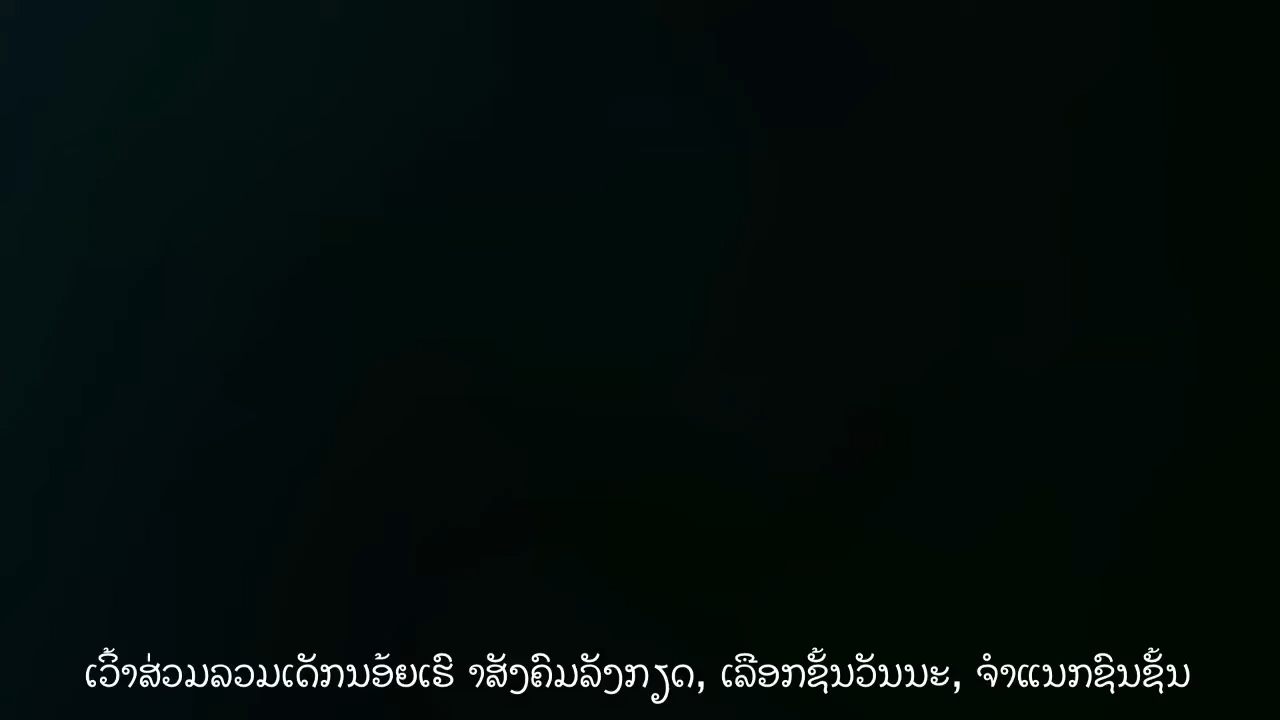 ເວົ້າສ່ວມລວມເດັກນອ້ຍເຮົ າສັງຄົມລັງກຽດ, ເລືອກຊັ້ນວັນນະ, ຈຳແນກຊົນຊັ້ນ